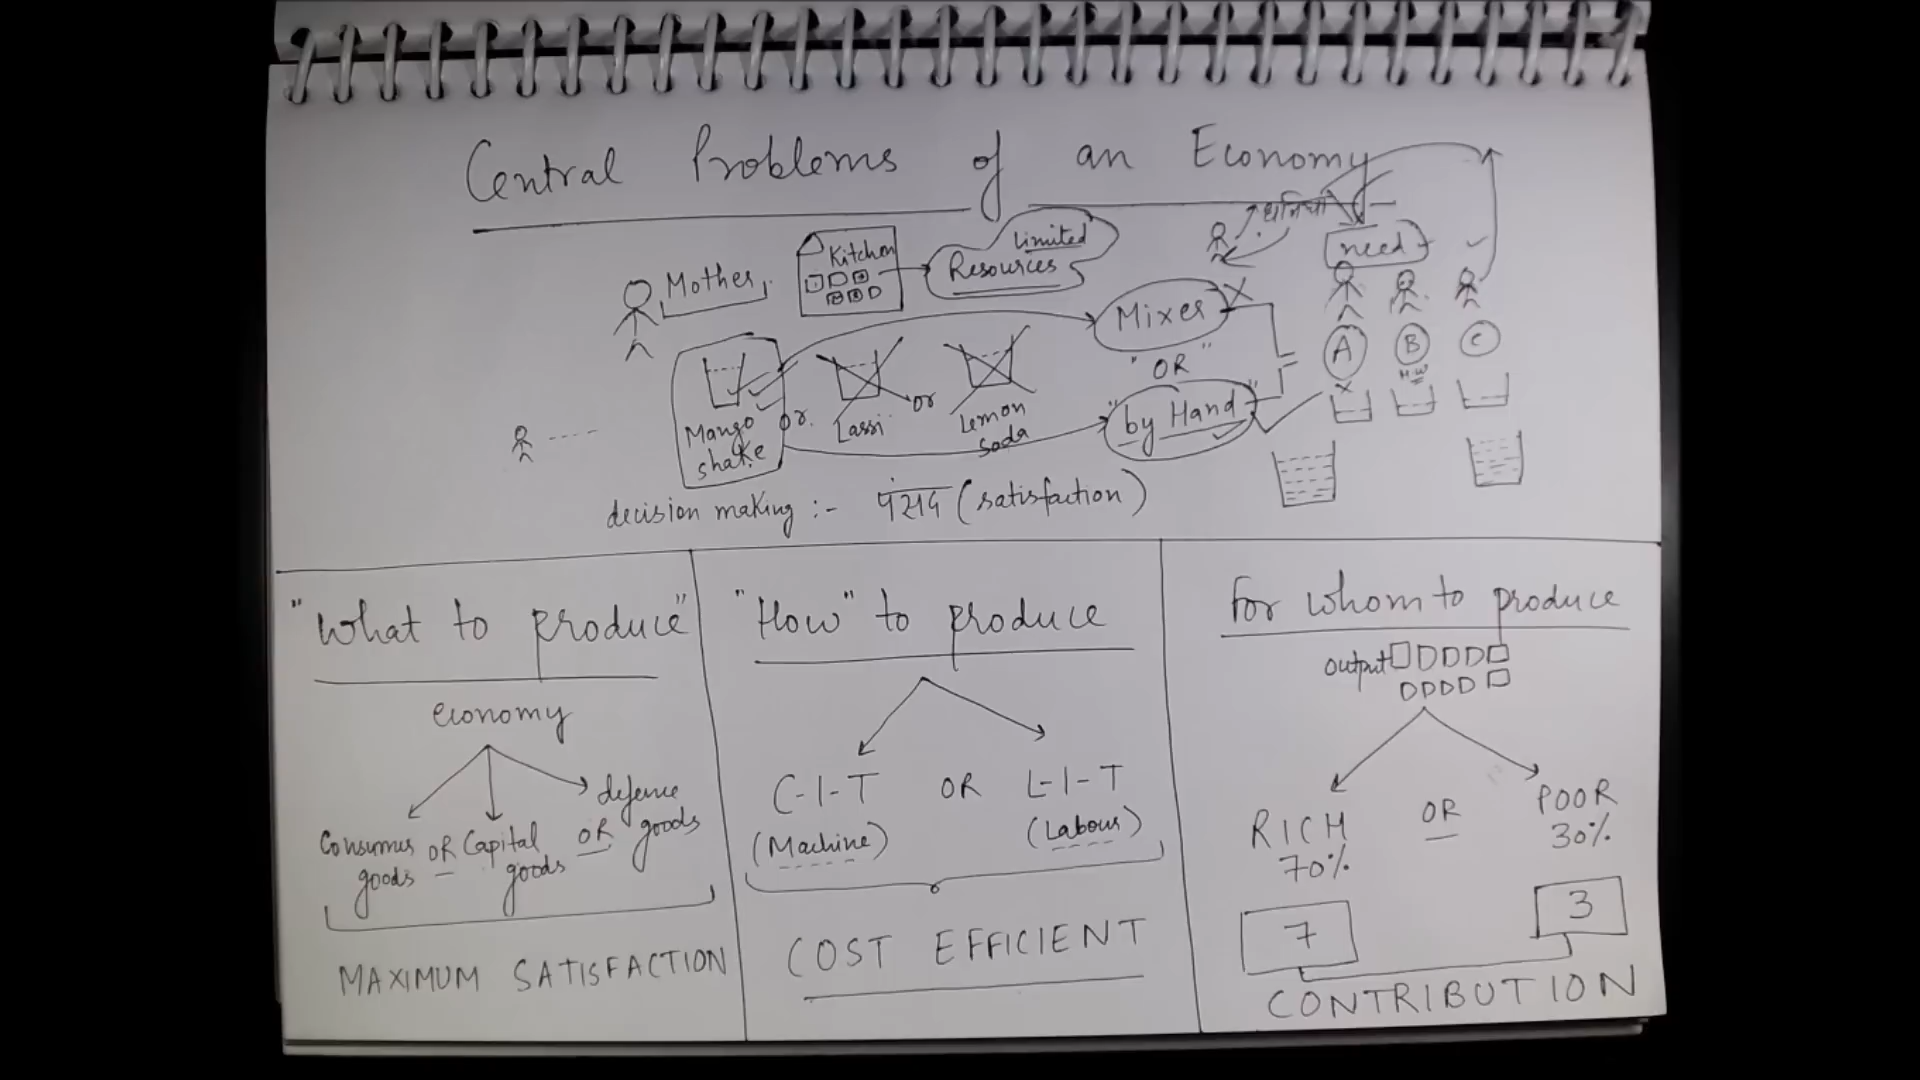 Central Problems of an Economy
धनिया
need
Mother
Kitchen
Limited
Resources
Mixer
"OR"
"by Hand"
A B C
M.W
Mango shake
or
Lassi
or
Lemon soda
decision making :- पसंद (satisfaction)
"What to produce"
economy
Consumer goods OR Capital goods OR defence goods
MAXIMUM SATISFACTION
"How" to produce
C-I-T OR L-I-T
(Machine) (Labour)
COST EFFICIENT
for whom to produce
output
RICH OR POOR
70% 30%
7 3
CONTRIBUTION